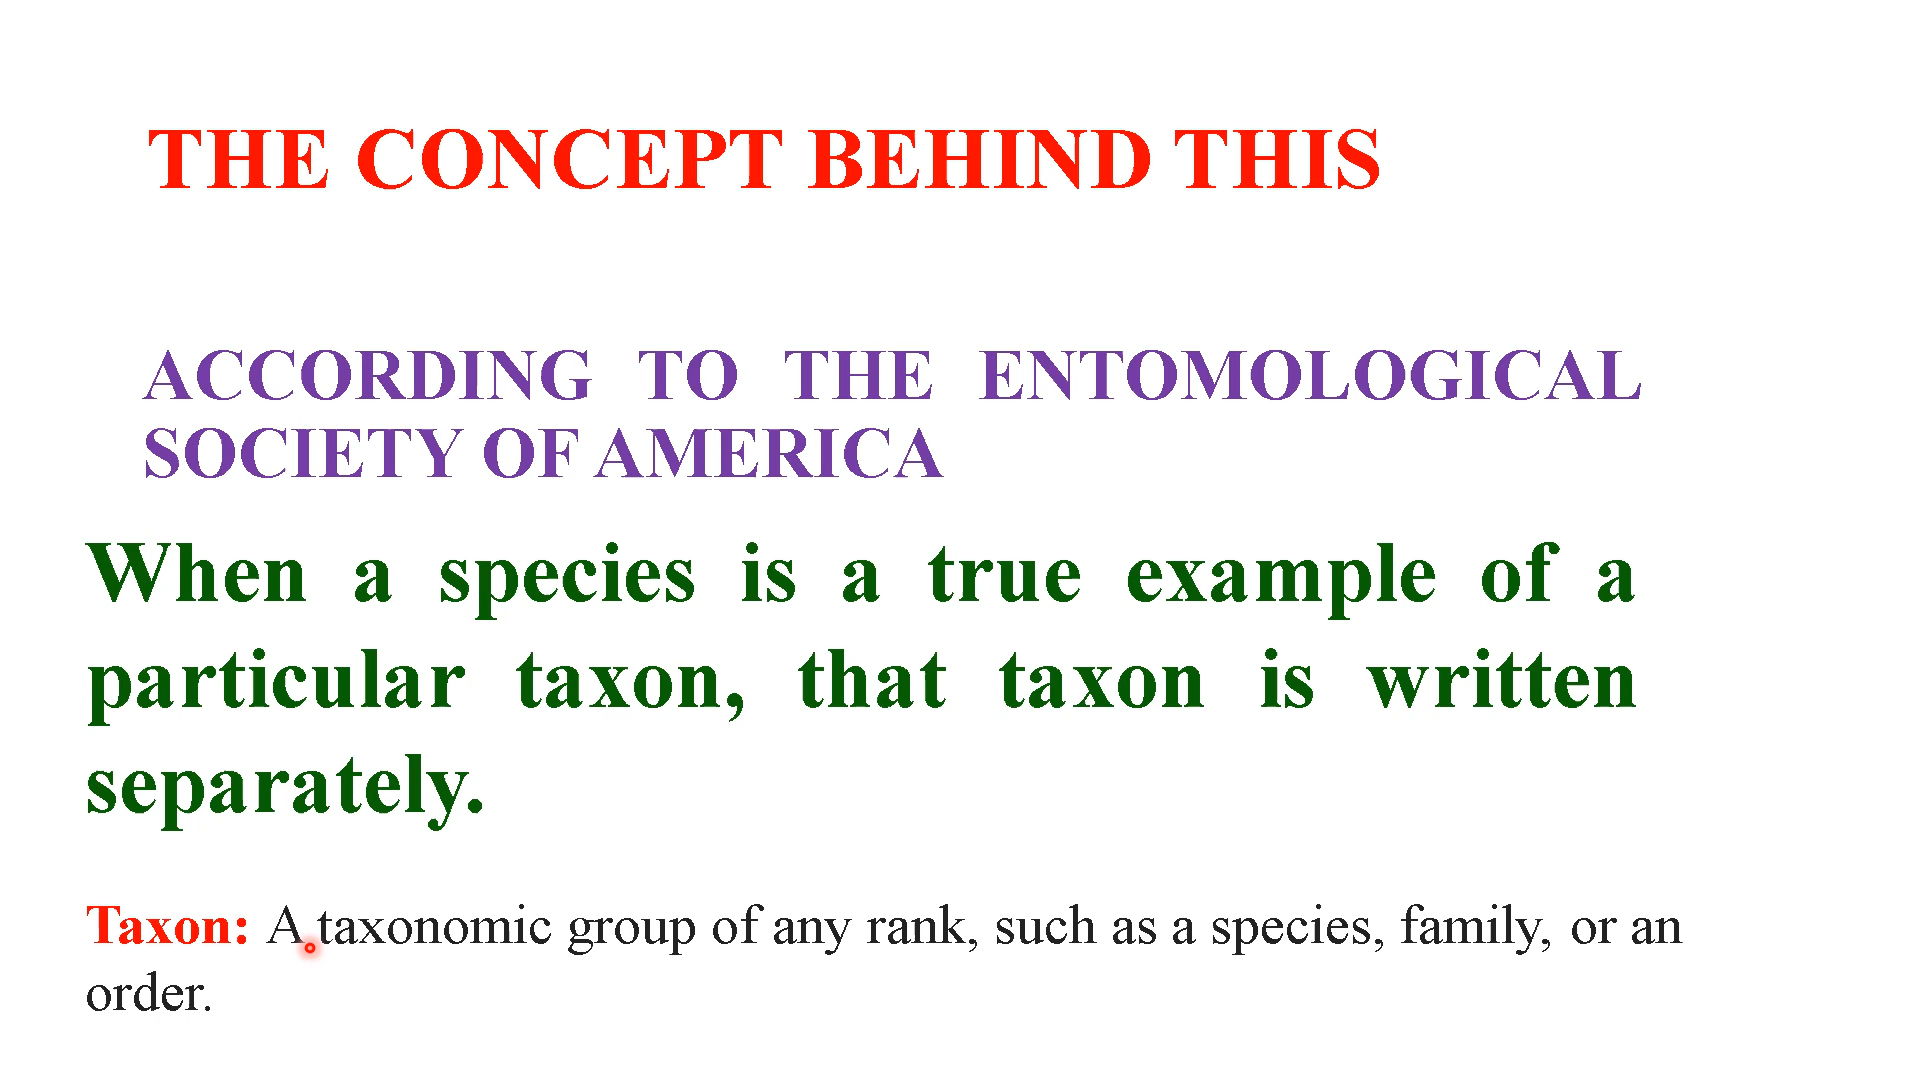 THE CONCEPT BEHIND THIS
ACCORDING TO THE ENTOMOLOGICAL
SOCIETY OF AMERICA
When a species is a true example of a
particular taxon, that taxon is written
separately.
Taxon: A taxonomic group of any rank, such as a species, family, or an
order.